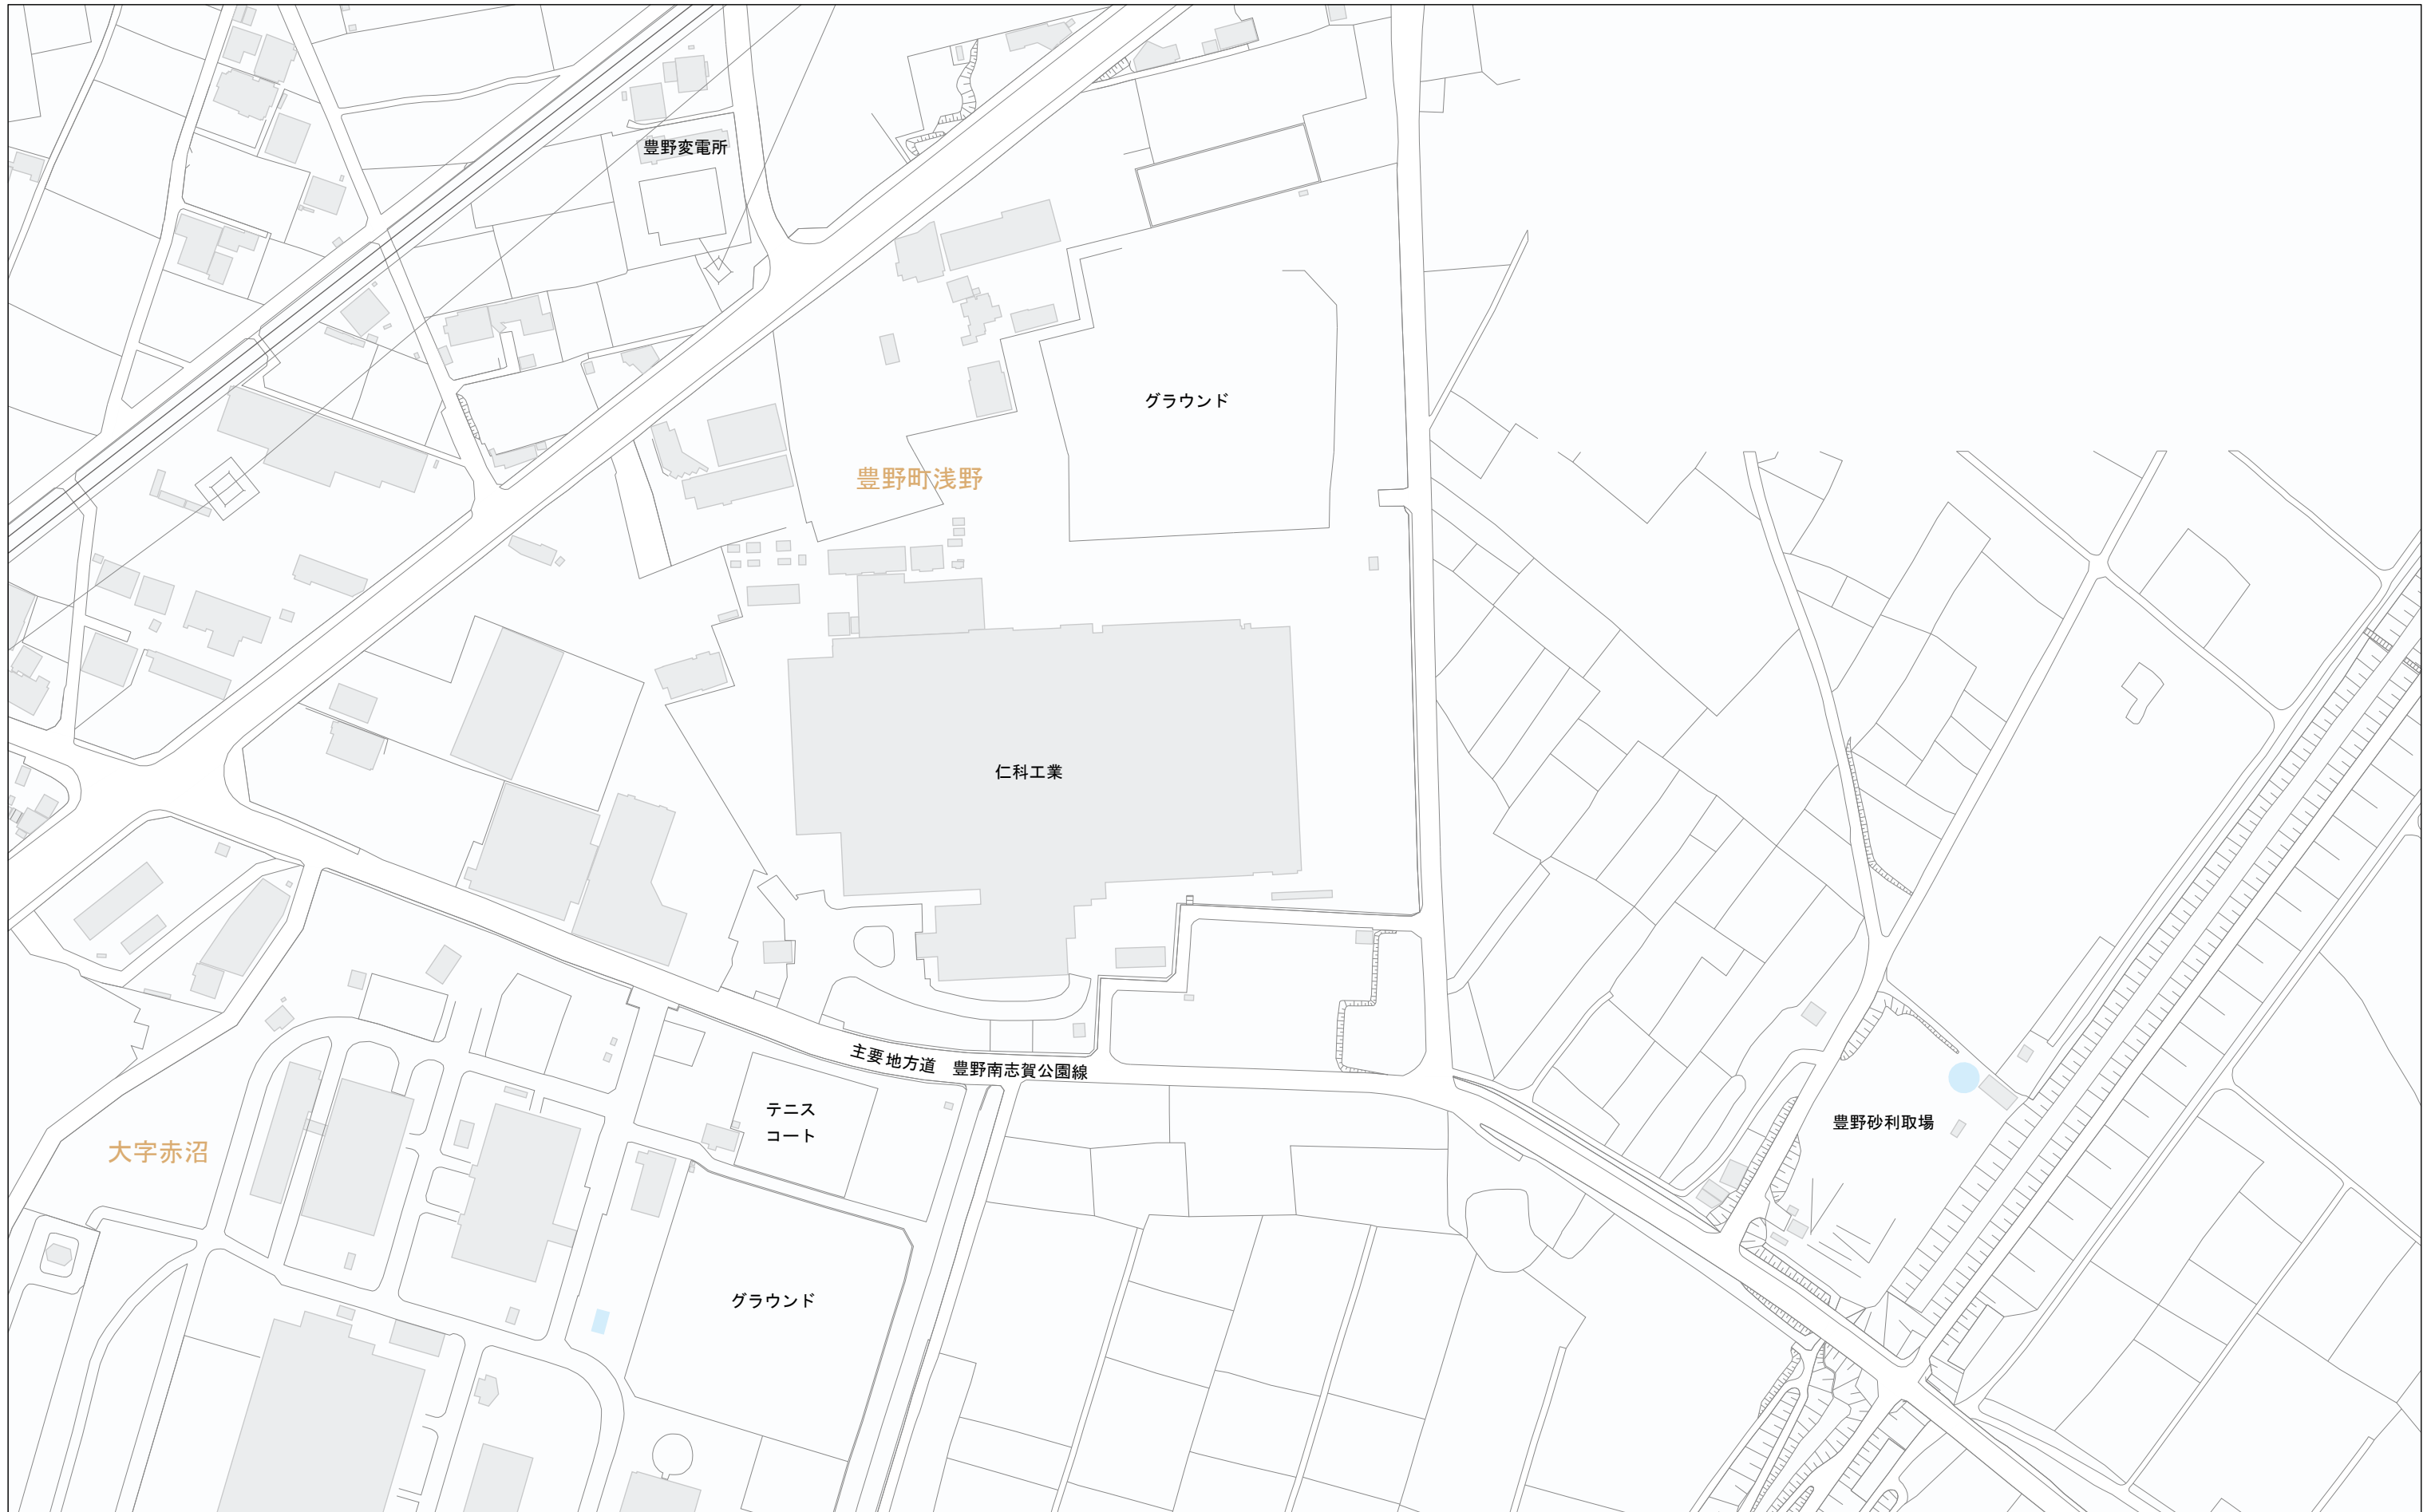 豊野変電所
グラウンド
豊野町浅野
仁科工業
主要地方道 豊野南志賀公園線
テニス
コート
豊野砂利取場
大字赤沼
グラウンド